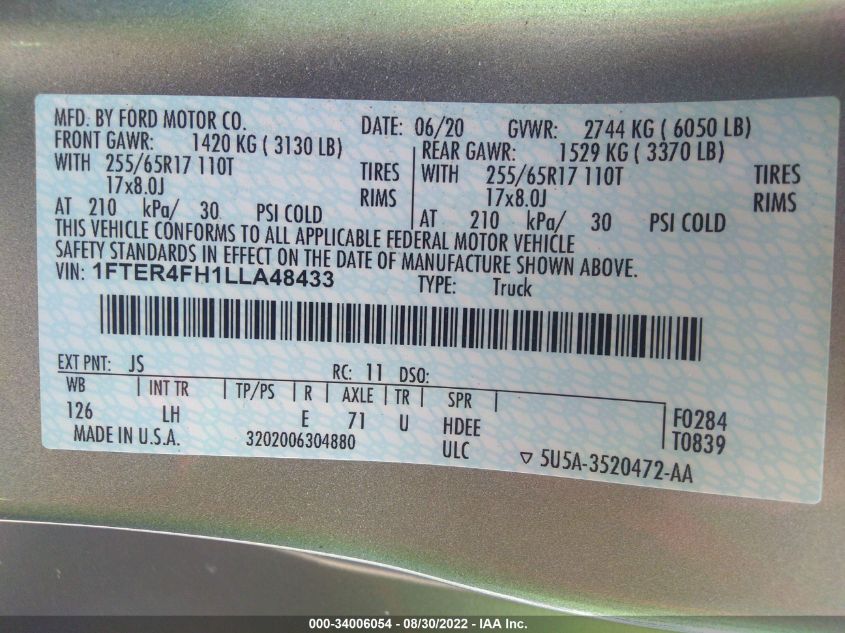 MFD. BY FORD MOTOR CO. DATE: 06/20 GVWR: 2744 KG ( 6050 LB)
FRONT GAWR: 1420 KG ( 3130 LB) REAR GAWR: 1529 KG ( 3370 LB)
WITH 255/65R17 110T TIRES WITH 255/65R17 110T TIRES
17x8.0J RIMS 17x8.0J RIMS
AT 210 kPa/ 30 PSI COLD AT 210 kPa/ 30 PSI COLD
THIS VEHICLE CONFORMS TO ALL APPLICABLE FEDERAL MOTOR VEHICLE
SAFETY STANDARDS IN EFFECT ON THE DATE OF MANUFACTURE SHOWN ABOVE.
VIN: 1FTER4FH1LLA48433 TYPE: Truck
EXT PNT: JS RC: 11 DSO:
WB INT TR TP/PS R AXLE TR SPR
126 LH E 71 U HDEE F0284
MADE IN U.S.A. 3202006304880 ULC T0839
▽ 5U5A-3520472-AA
000-34006054 - 08/30/2022 - IAA Inc.